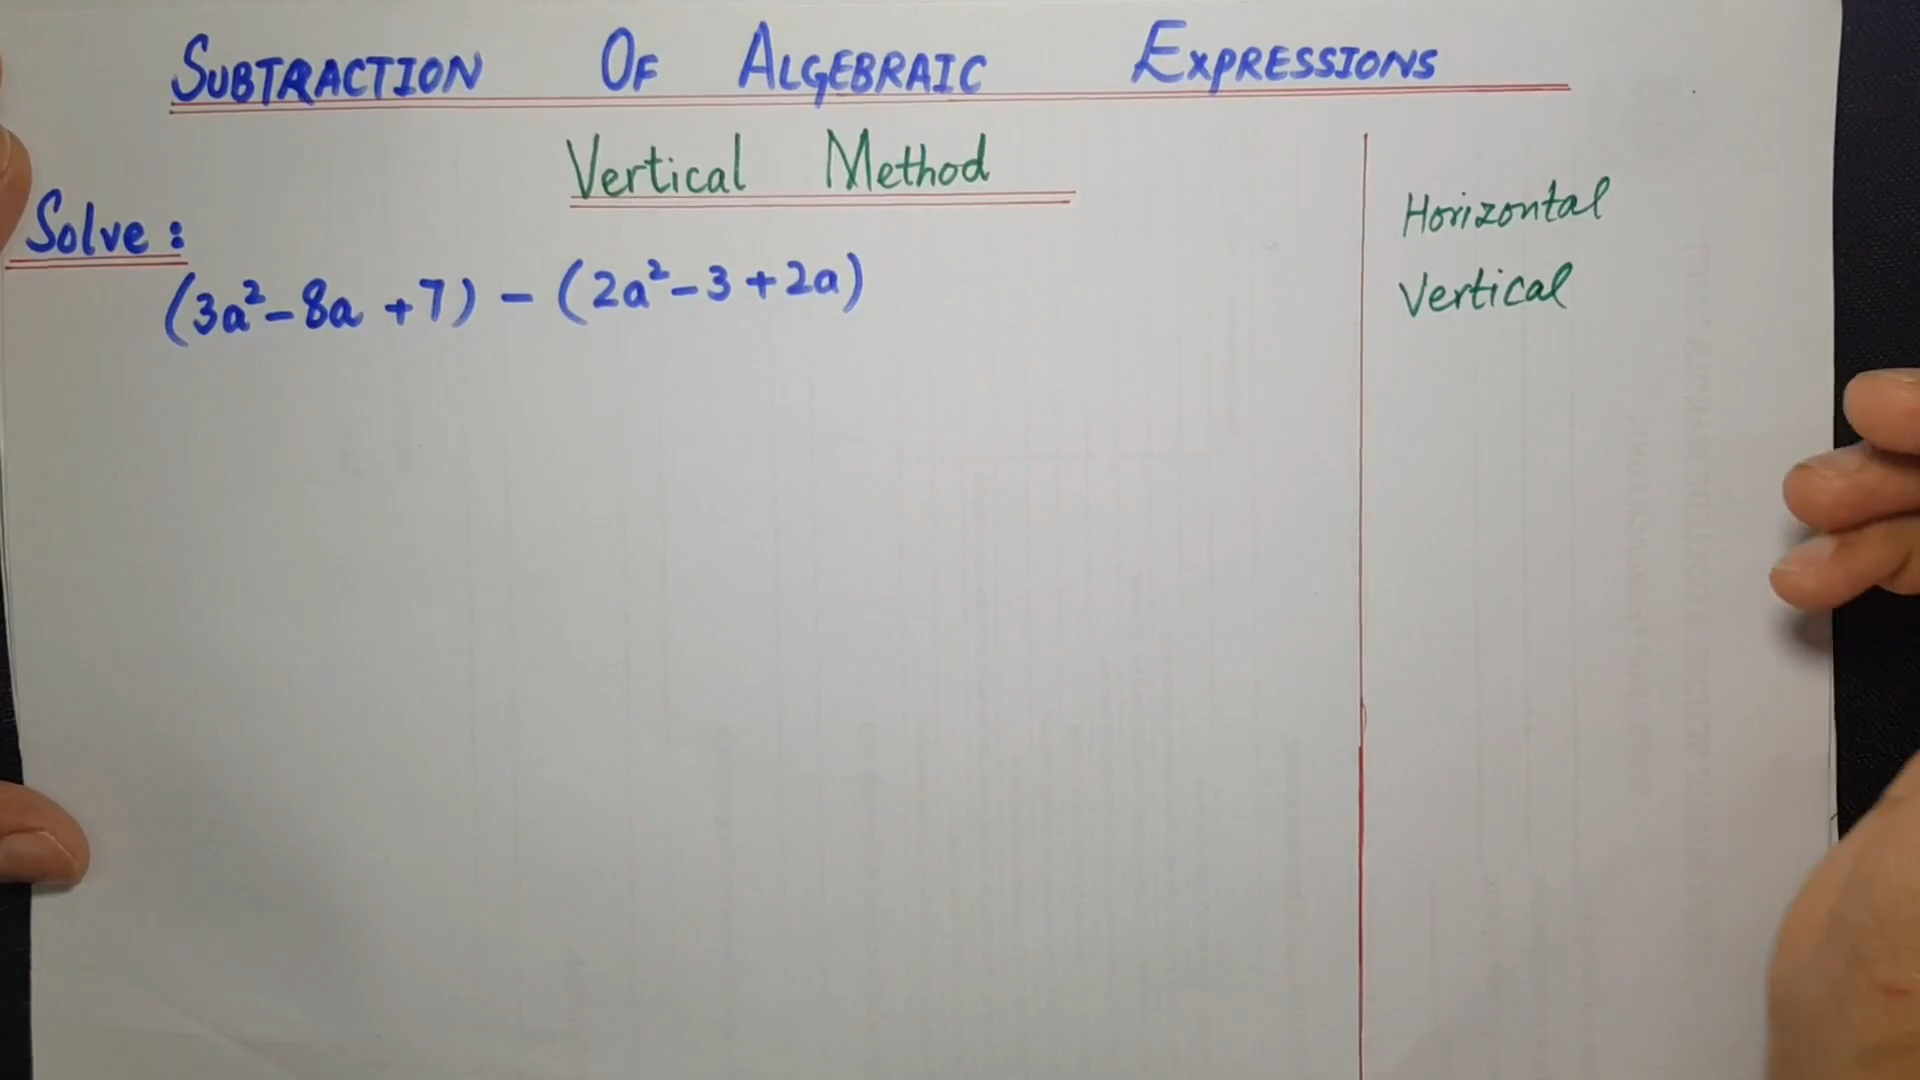 SUBTRACTION OF ALGEBRAIC EXPRESSIONS
Vertical Method
Solve:
(3a² - 8a + 7) - (2a² - 3 + 2a)
Horizontal
Vertical